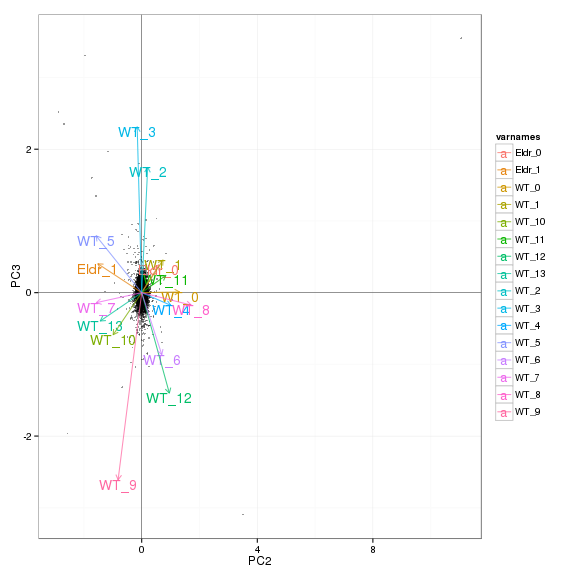 WT_3
WT_2
WT_5
WT_1
Eldr_1
Eldr_0
WT_11
WT_0
WT_7
WT_4
WT_8
WT_13
WT_10
WT_6
WT_12
WT_9
2
0
-2
PC3
0
4
8
PC2
varnames
a Eldr_0
a Eldr_1
a WT_0
a WT_1
a WT_10
a WT_11
a WT_12
a WT_13
a WT_2
a WT_3
a WT_4
a WT_5
a WT_6
a WT_7
a WT_8
a WT_9